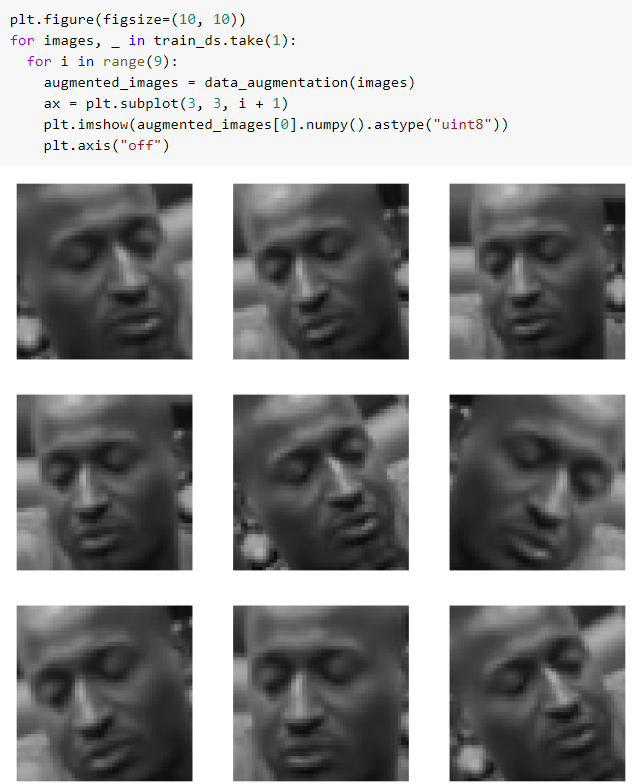 plt.figure(figsize=(10, 10))
for images, _ in train_ds.take(1):
  for i in range(9):
    augmented_images = data_augmentation(images)
    ax = plt.subplot(3, 3, i + 1)
    plt.imshow(augmented_images[0].numpy().astype("uint8"))
    plt.axis("off")